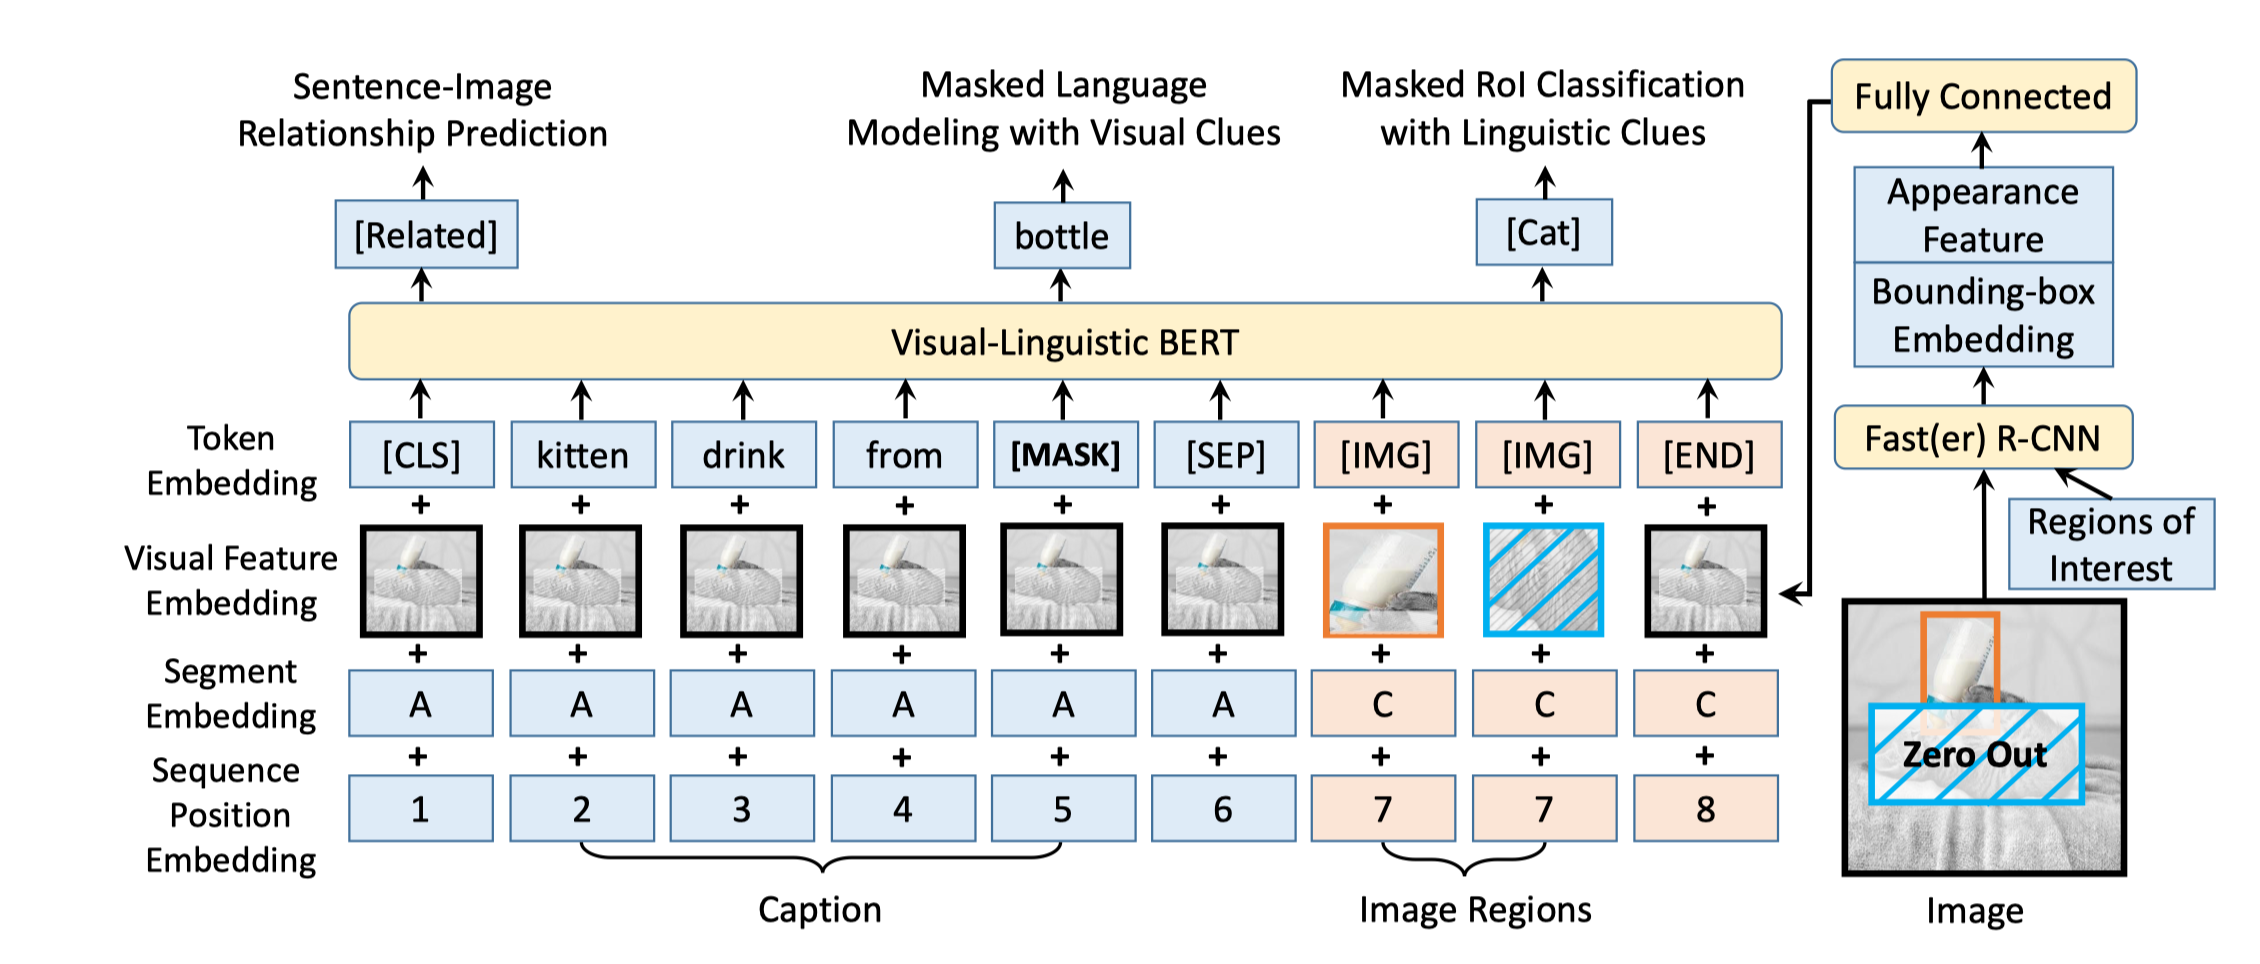 Sentence-Image
Relationship Prediction
Masked Language
Modeling with Visual Clues
Masked RoI Classification
with Linguistic Clues
[Related]
bottle
[Cat]
Visual-Linguistic BERT
Token
Embedding
[CLS]
kitten
drink
from
[MASK]
[SEP]
[IMG]
[IMG]
[END]
+ + + + + + + + +
Visual Feature
Embedding
+ + + + + + + + +
Segment
Embedding
A
A
A
A
A
A
C
C
C
+ + + + + + + + +
Sequence
Position
Embedding
1
2
3
4
5
6
7
7
8
Caption
Image Regions
Fully Connected
Appearance
Feature
Bounding-box
Embedding
Fast(er) R-CNN
Regions of
Interest
Zero Out
Image